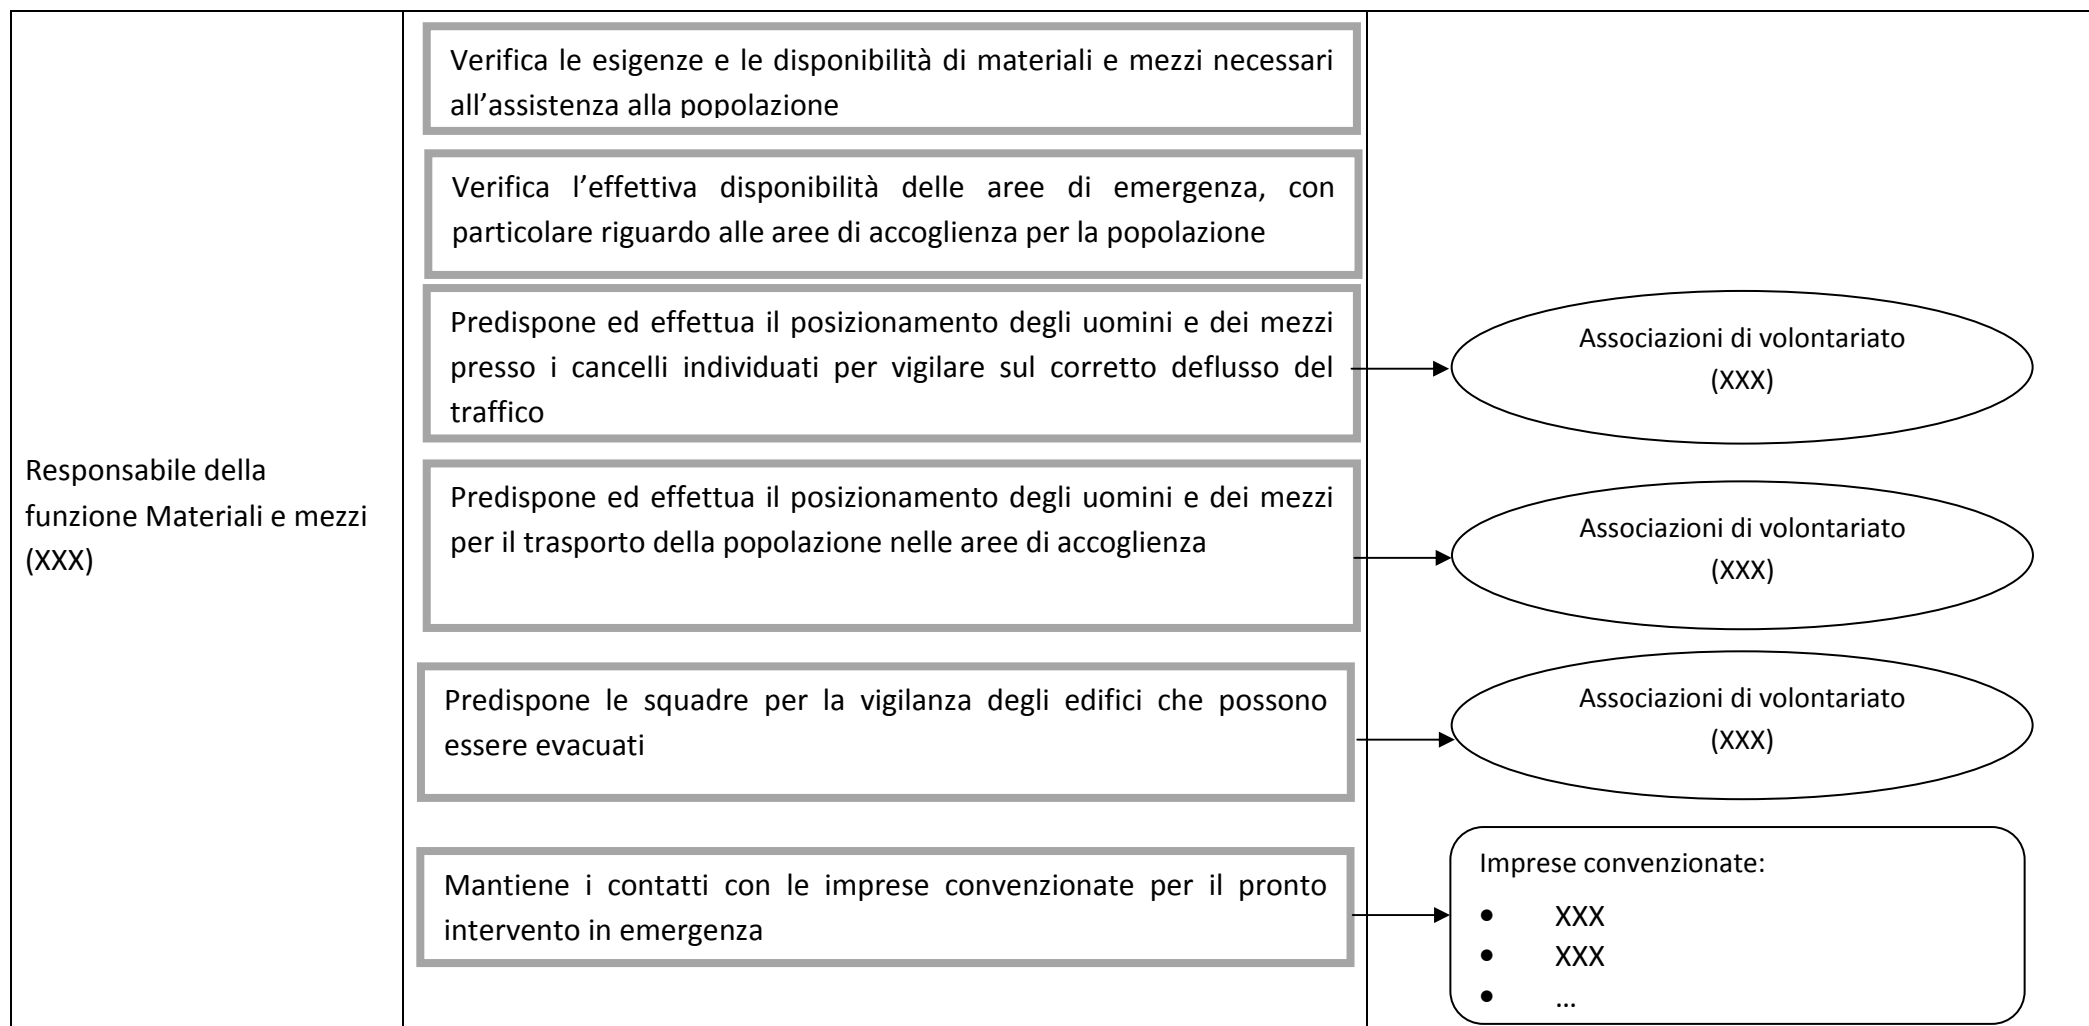 Responsabile della
funzione Materiali e mezzi
(XXX)
Verifica le esigenze e le disponibilità di materiali e mezzi necessari
all’assistenza alla popolazione
Verifica l’effettiva disponibilità delle aree di emergenza, con
particolare riguardo alle aree di accoglienza per la popolazione
Predispone ed effettua il posizionamento degli uomini e dei mezzi
presso i cancelli individuati per vigilare sul corretto deflusso del
traffico
Associazioni di volontariato
(XXX)
Predispone ed effettua il posizionamento degli uomini e dei mezzi
per il trasporto della popolazione nelle aree di accoglienza
Associazioni di volontariato
(XXX)
Predispone le squadre per la vigilanza degli edifici che possono
essere evacuati
Associazioni di volontariato
(XXX)
Mantiene i contatti con le imprese convenzionate per il pronto
intervento in emergenza
Imprese convenzionate:
• XXX
• XXX
• …